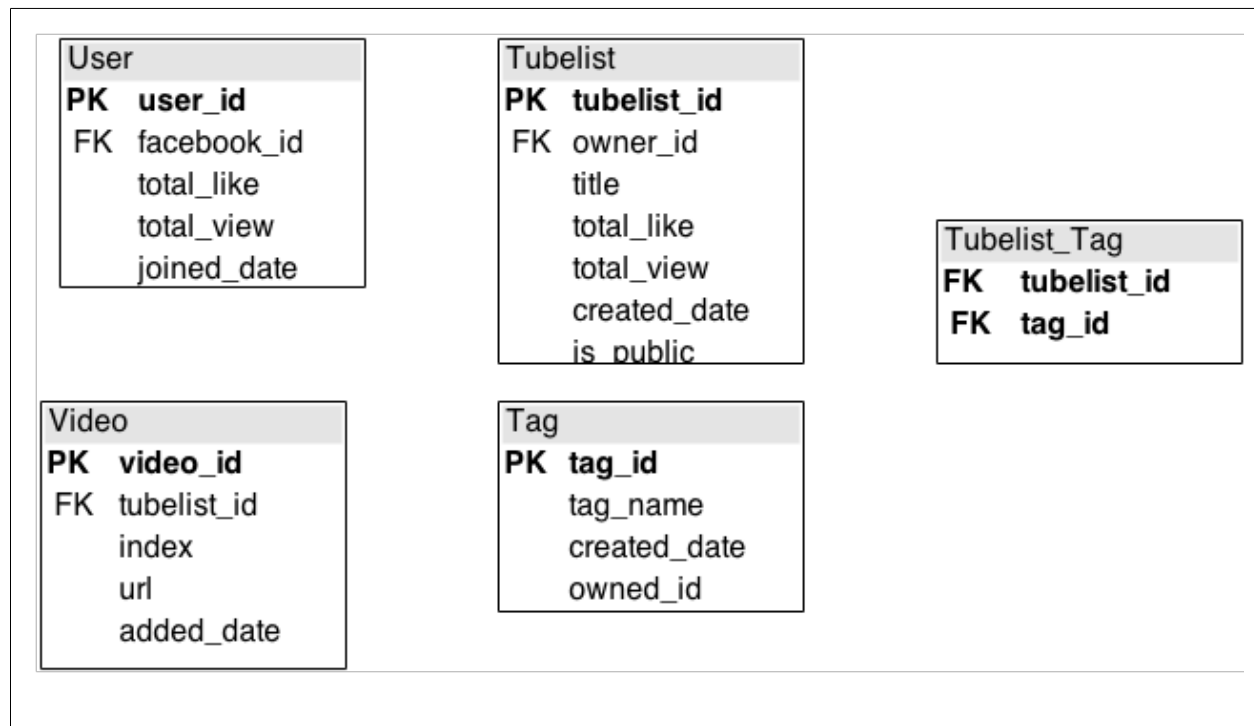 User
PK user_id
FK facebook_id
total_like
total_view
joined_date
Tubelist
PK tubelist_id
FK owner_id
title
total_like
total_view
created_date
is_public
Tubelist_Tag
FK tubelist_id
FK tag_id
Video
PK video_id
FK tubelist_id
index
url
added_date
Tag
PK tag_id
tag_name
created_date
owned_id